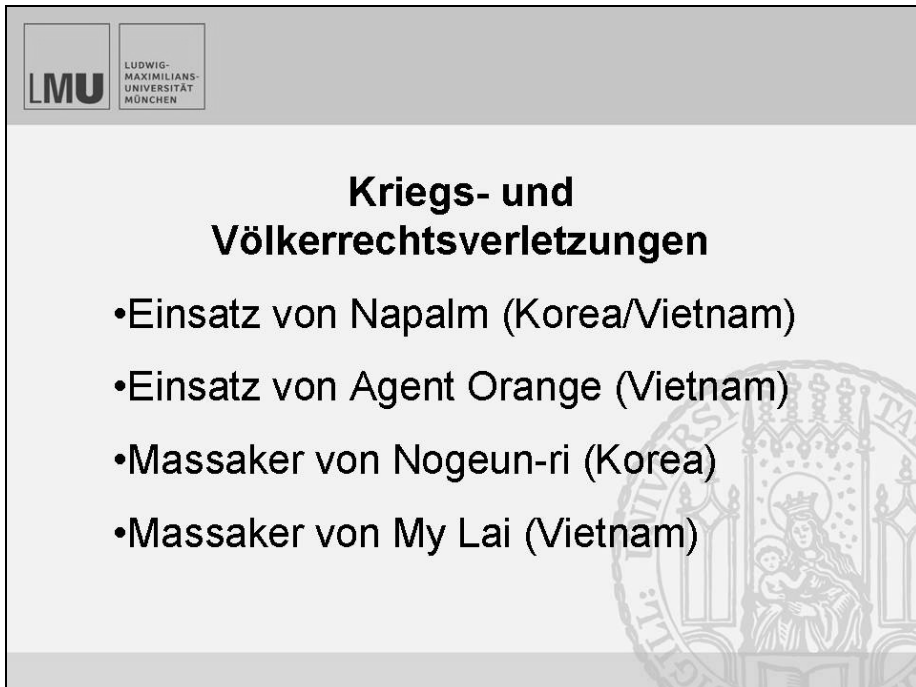 LMU
LUDWIG-
MAXIMILIANS-
UNIVERSITÄT
MÜNCHEN
Kriegs- und
Völkerrechtsverletzungen
•Einsatz von Napalm (Korea/Vietnam)
•Einsatz von Agent Orange (Vietnam)
•Massaker von Nogeun-ri (Korea)
•Massaker von My Lai (Vietnam)